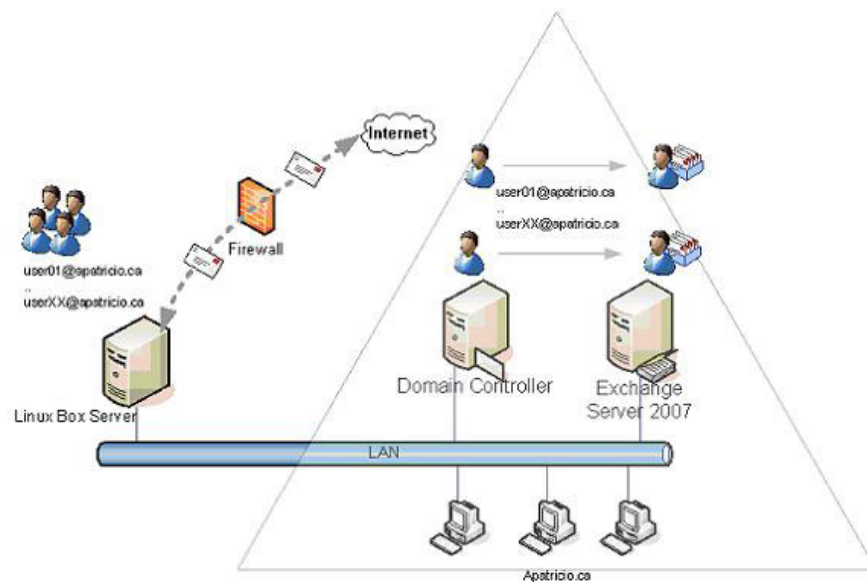 Internet
user01@apatricio.ca
..
userXX@apatricio.ca
Firewall
user01@apatricio.ca
..
userXX@apatricio.ca
Linux Box Server
Domain Controller
Exchange
Server 2007
LAN
Apatricio.ca